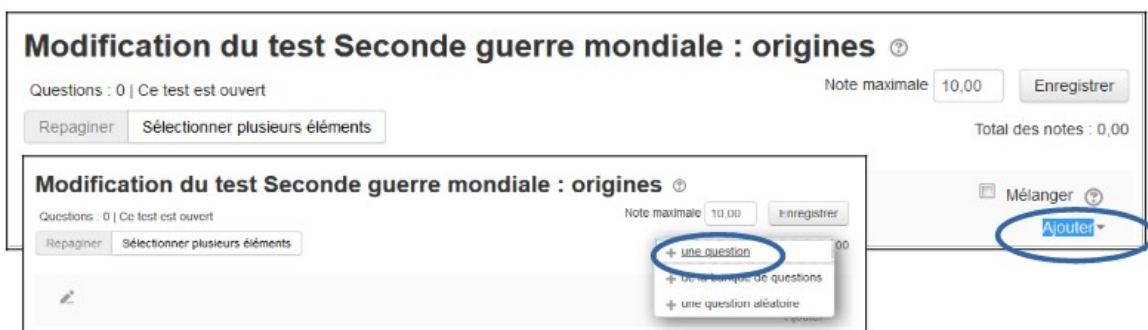 Modification du test Seconde guerre mondiale : origines
Questions : 0 | Ce test est ouvert
Note maximale 10,00 Enregistrer
Repaginer Sélectionner plusieurs éléments
Total des notes : 0,00
Mélanger
Ajouter
Modification du test Seconde guerre mondiale : origines
Questions : 0 | Ce test est ouvert
Note maximale 10,00 Enregistrer
Repaginer Sélectionner plusieurs éléments
00
+ une question
+ de la banque de questions
+ une question aléatoire
Ajouter